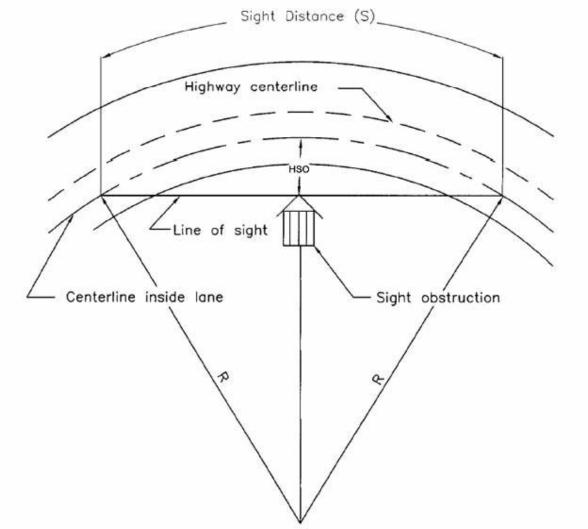 Sight Distance (S)
Highway centerline
HSO
Line of sight
Centerline inside lane
Sight obstruction
R
R